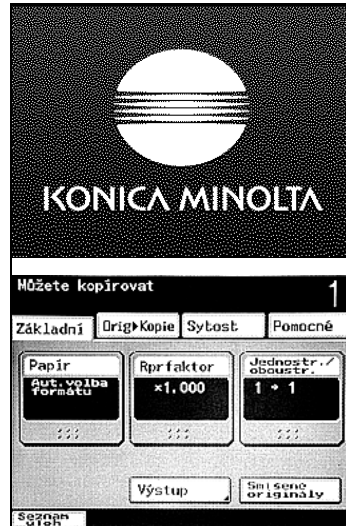 KONICA MINOLTA
Můžete kopírovat 1
Základní Orig▶Kopie Sytost Pomocné
Papír Rprfaktor Jednostr./
oboustr.
Aut.volba
formátu ×1.000 1 → 1
Výstup Smíšené
originály
Seznam
úloh